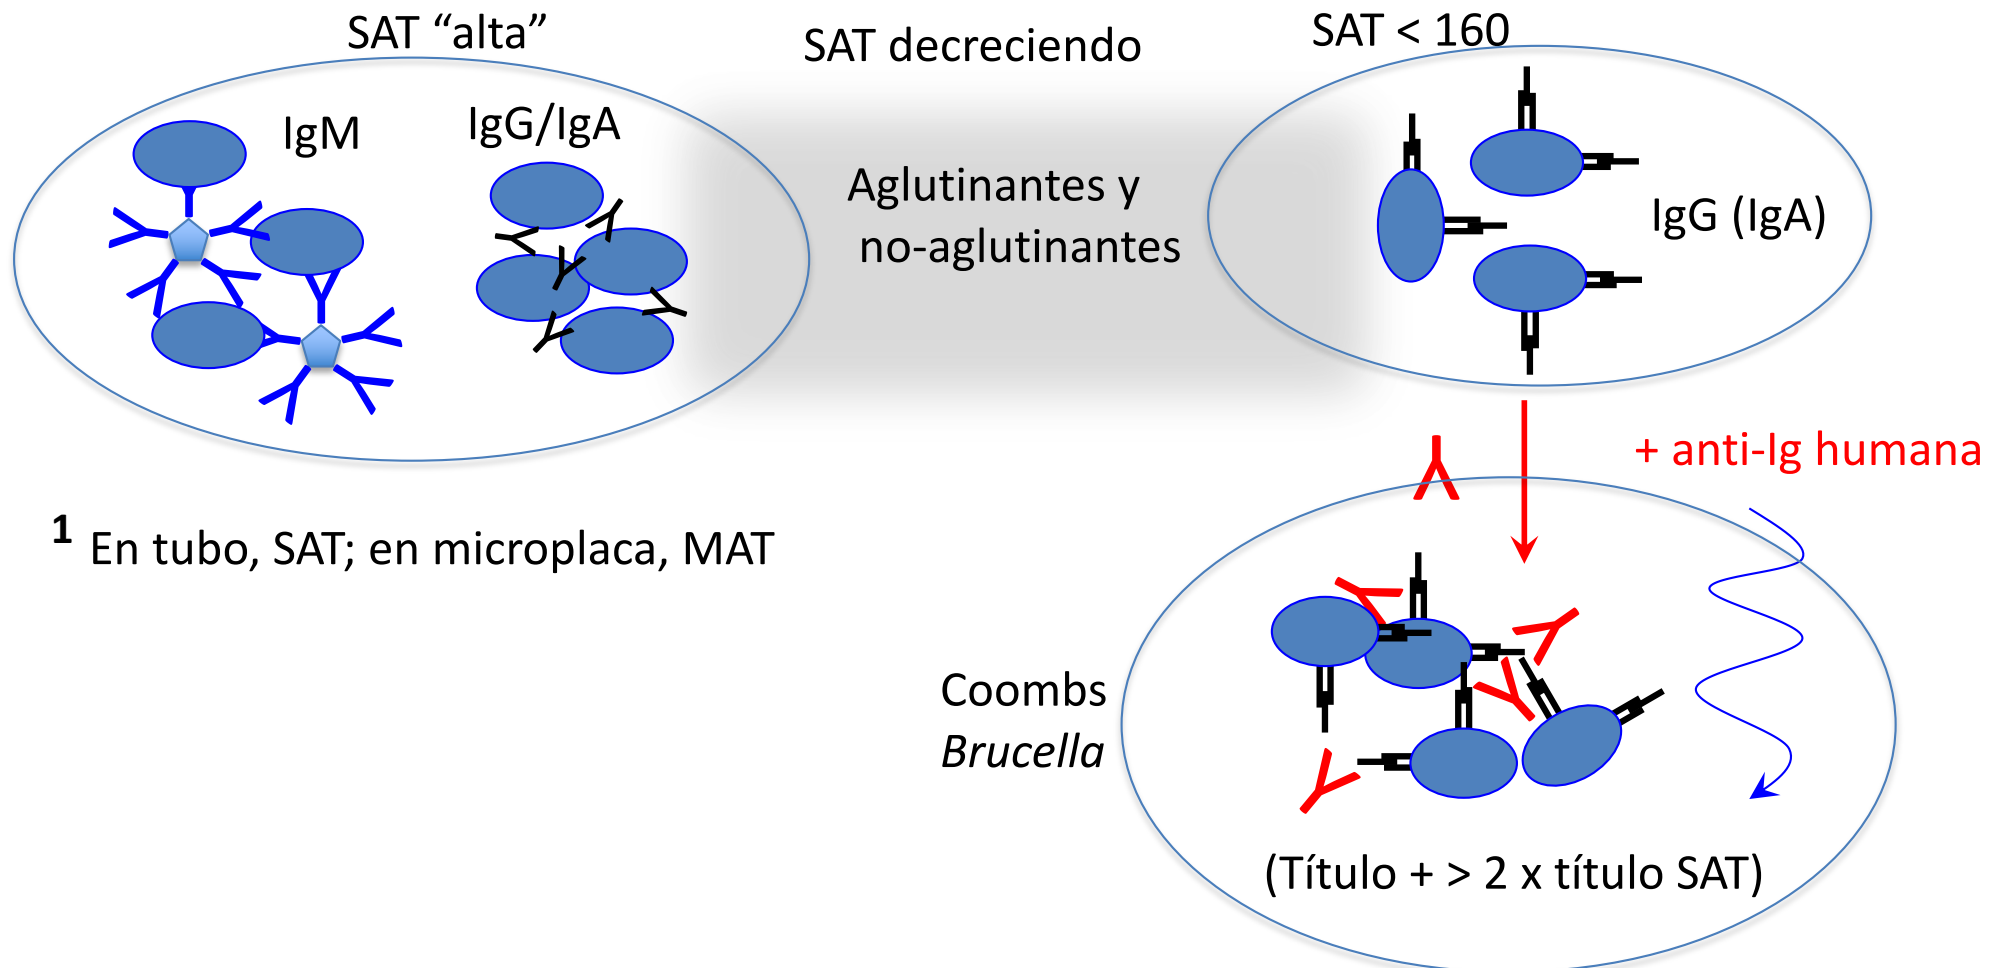 SAT “alta”
SAT decreciendo
SAT < 160
IgM
IgG/IgA
Aglutinantes y
no-aglutinantes
IgG (IgA)
+ anti-Ig humana
1 En tubo, SAT; en microplaca, MAT
Coombs
Brucella
(Título + > 2 x título SAT)